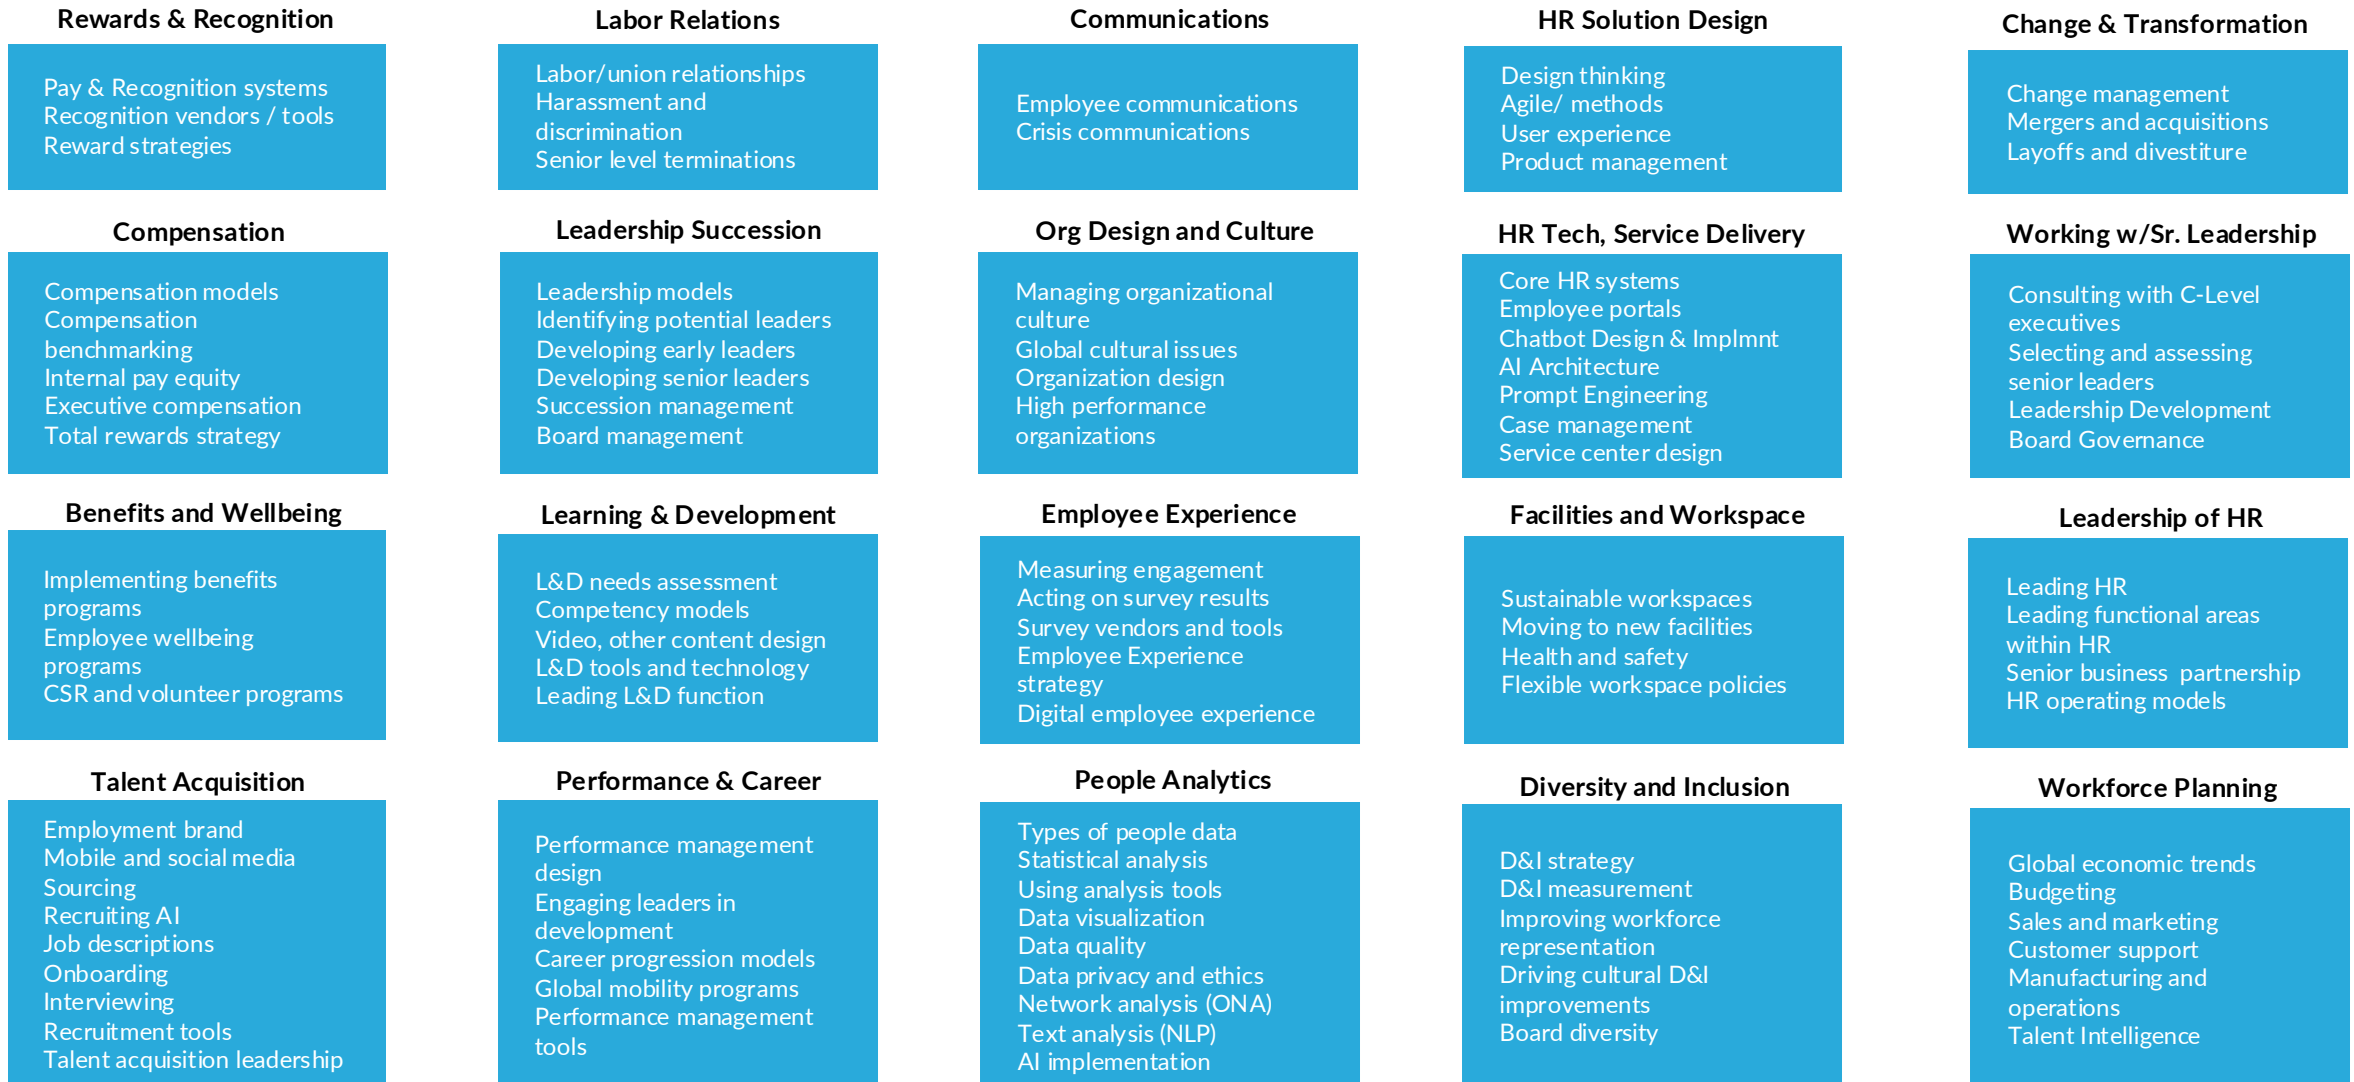 Rewards & Recognition
Pay & Recognition systems
Recognition vendors / tools
Reward strategies
Labor Relations
Labor/union relationships
Harassment and
discrimination
Senior level terminations
Communications
Employee communications
Crisis communications
HR Solution Design
Design thinking
Agile/ methods
User experience
Product management
Change & Transformation
Change management
Mergers and acquisitions
Layoffs and divestiture
Compensation
Compensation models
Compensation
benchmarking
Internal pay equity
Executive compensation
Total rewards strategy
Leadership Succession
Leadership models
Identifying potential leaders
Developing early leaders
Developing senior leaders
Succession management
Board management
Org Design and Culture
Managing organizational
culture
Global cultural issues
Organization design
High performance
organizations
HR Tech, Service Delivery
Core HR systems
Employee portals
Chatbot Design & Implmnt
AI Architecture
Prompt Engineering
Case management
Service center design
Working w/Sr. Leadership
Consulting with C-Level
executives
Selecting and assessing
senior leaders
Leadership Development
Board Governance
Benefits and Wellbeing
Implementing benefits
programs
Employee wellbeing
programs
CSR and volunteer programs
Learning & Development
L&D needs assessment
Competency models
Video, other content design
L&D tools and technology
Leading L&D function
Employee Experience
Measuring engagement
Acting on survey results
Survey vendors and tools
Employee Experience
strategy
Digital employee experience
Facilities and Workspace
Sustainable workspaces
Moving to new facilities
Health and safety
Flexible workspace policies
Leadership of HR
Leading HR
Leading functional areas
within HR
Senior business partnership
HR operating models
Talent Acquisition
Employment brand
Mobile and social media
Sourcing
Recruiting AI
Job descriptions
Onboarding
Interviewing
Recruitment tools
Talent acquisition leadership
Performance & Career
Performance management
design
Engaging leaders in
development
Career progression models
Global mobility programs
Performance management
tools
People Analytics
Types of people data
Statistical analysis
Using analysis tools
Data visualization
Data quality
Data privacy and ethics
Network analysis (ONA)
Text analysis (NLP)
AI implementation
Diversity and Inclusion
D&I strategy
D&I measurement
Improving workforce
representation
Driving cultural D&I
improvements
Board diversity
Workforce Planning
Global economic trends
Budgeting
Sales and marketing
Customer support
Manufacturing and
operations
Talent Intelligence